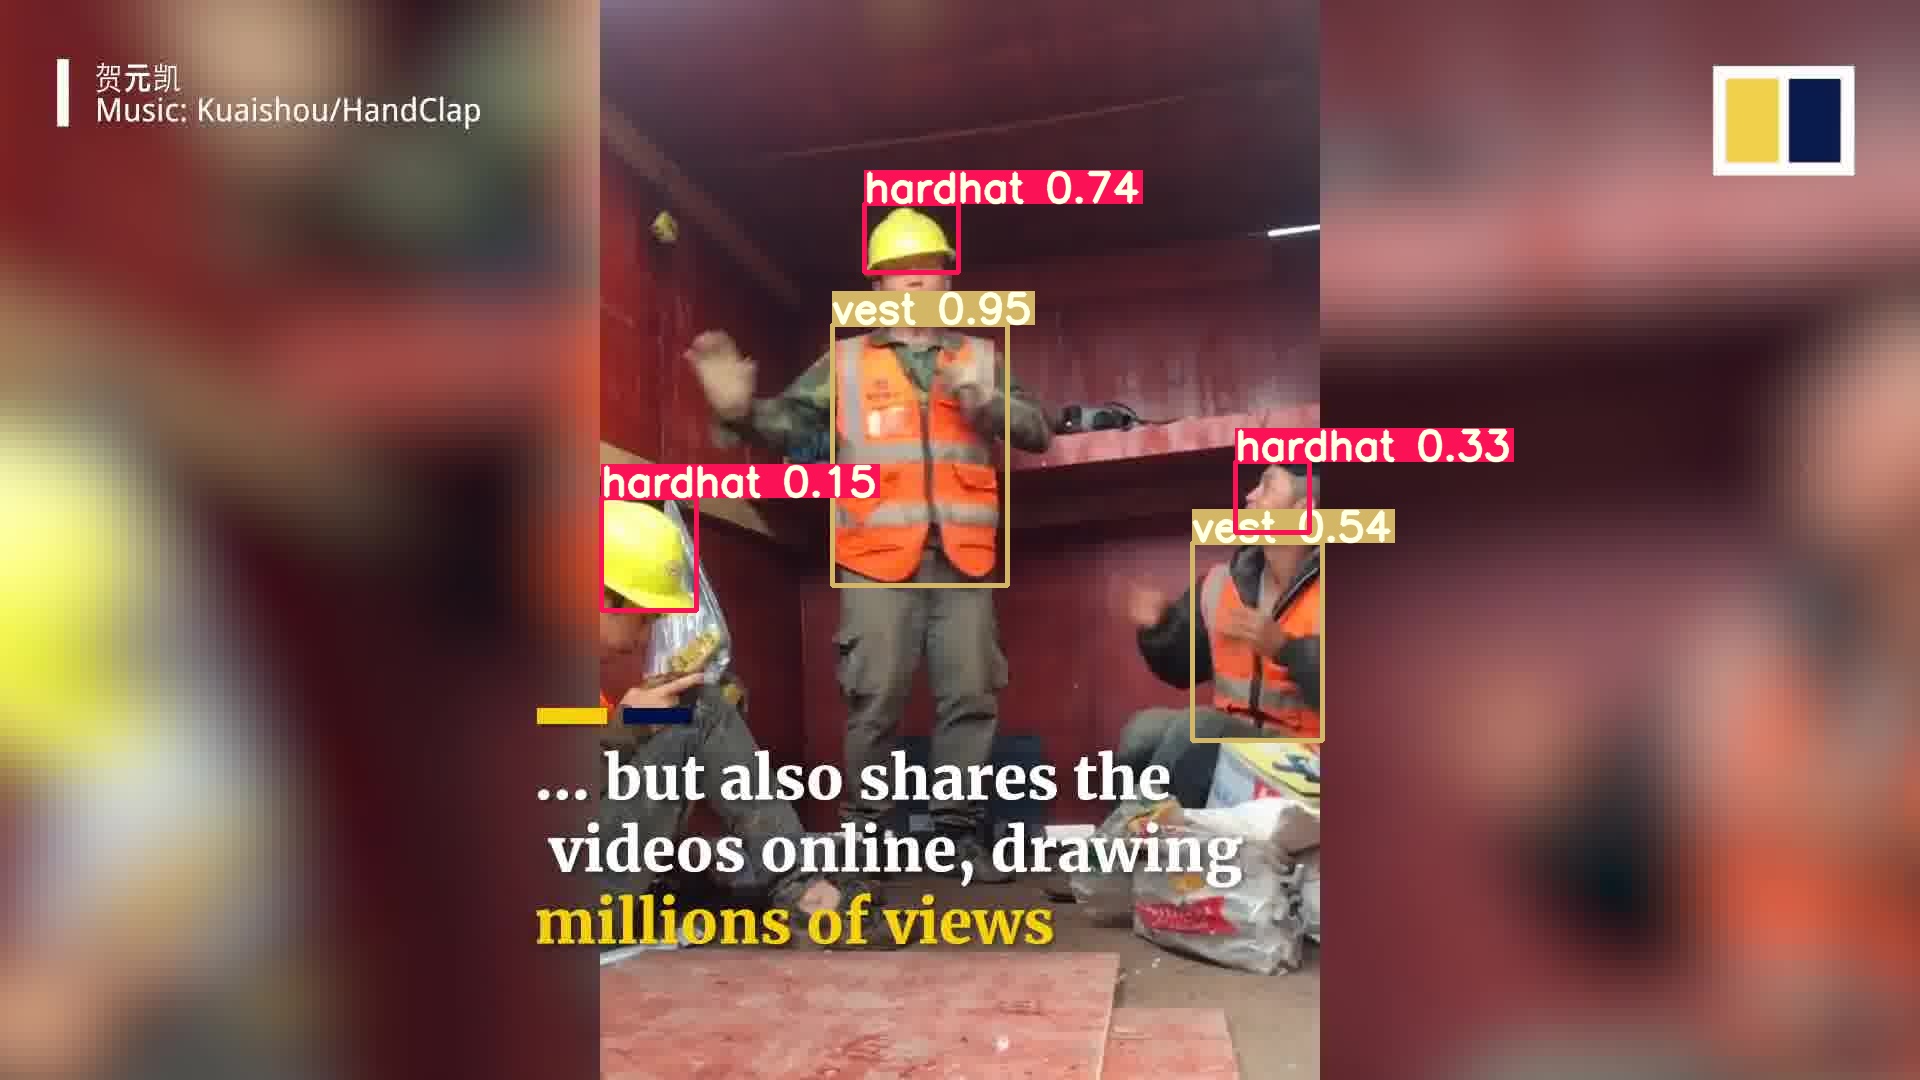 贺元凯
Music: Kuaishou/HandClap
hardhat 0.74
vest 0.95
hardhat 0.33
hardhat 0.15
vest 0.54
... but also shares the
videos online, drawing
millions of views